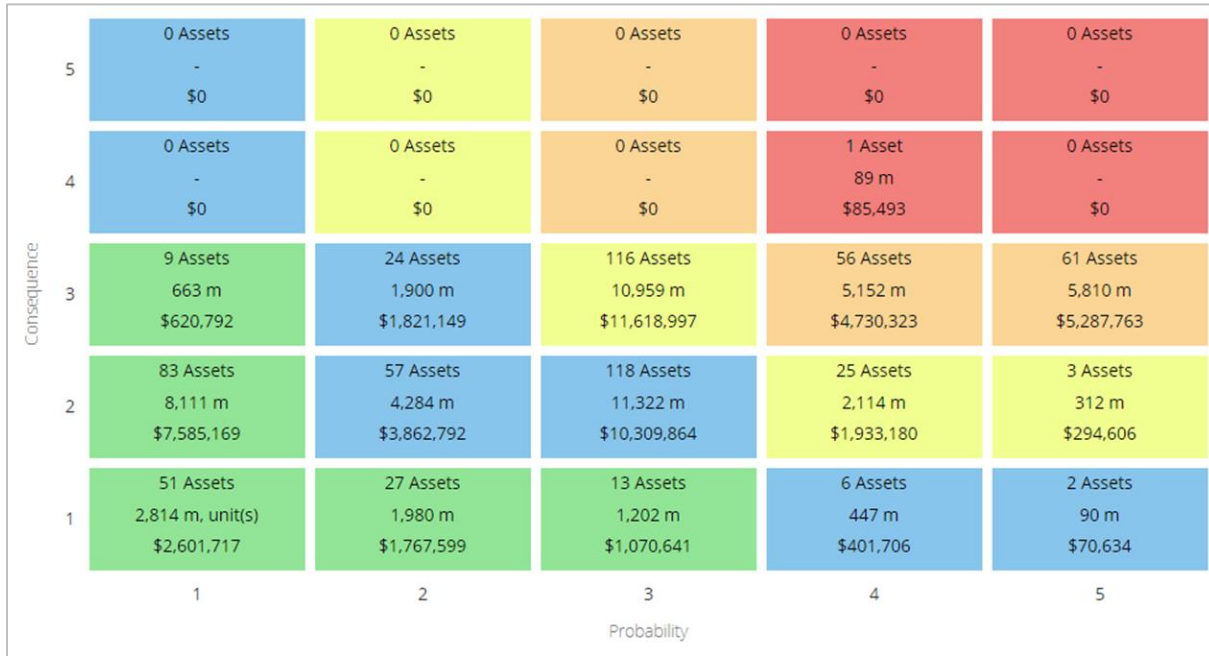 0 Assets
-
$0
0 Assets
-
$0
0 Assets
-
$0
0 Assets
-
$0
0 Assets
-
$0
5
0 Assets
-
$0
0 Assets
-
$0
0 Assets
-
$0
1 Asset
89 m
$85,493
0 Assets
-
$0
4
Consequence
9 Assets
663 m
$620,792
24 Assets
1,900 m
$1,821,149
116 Assets
10,959 m
$11,618,997
56 Assets
5,152 m
$4,730,323
61 Assets
5,810 m
$5,287,763
3
83 Assets
8,111 m
$7,585,169
57 Assets
4,284 m
$3,862,792
118 Assets
11,322 m
$10,309,864
25 Assets
2,114 m
$1,933,180
3 Assets
312 m
$294,606
2
51 Assets
2,814 m, unit(s)
$2,601,717
27 Assets
1,980 m
$1,767,599
13 Assets
1,202 m
$1,070,641
6 Assets
447 m
$401,706
2 Assets
90 m
$70,634
1
1
2
3
4
5
Probability